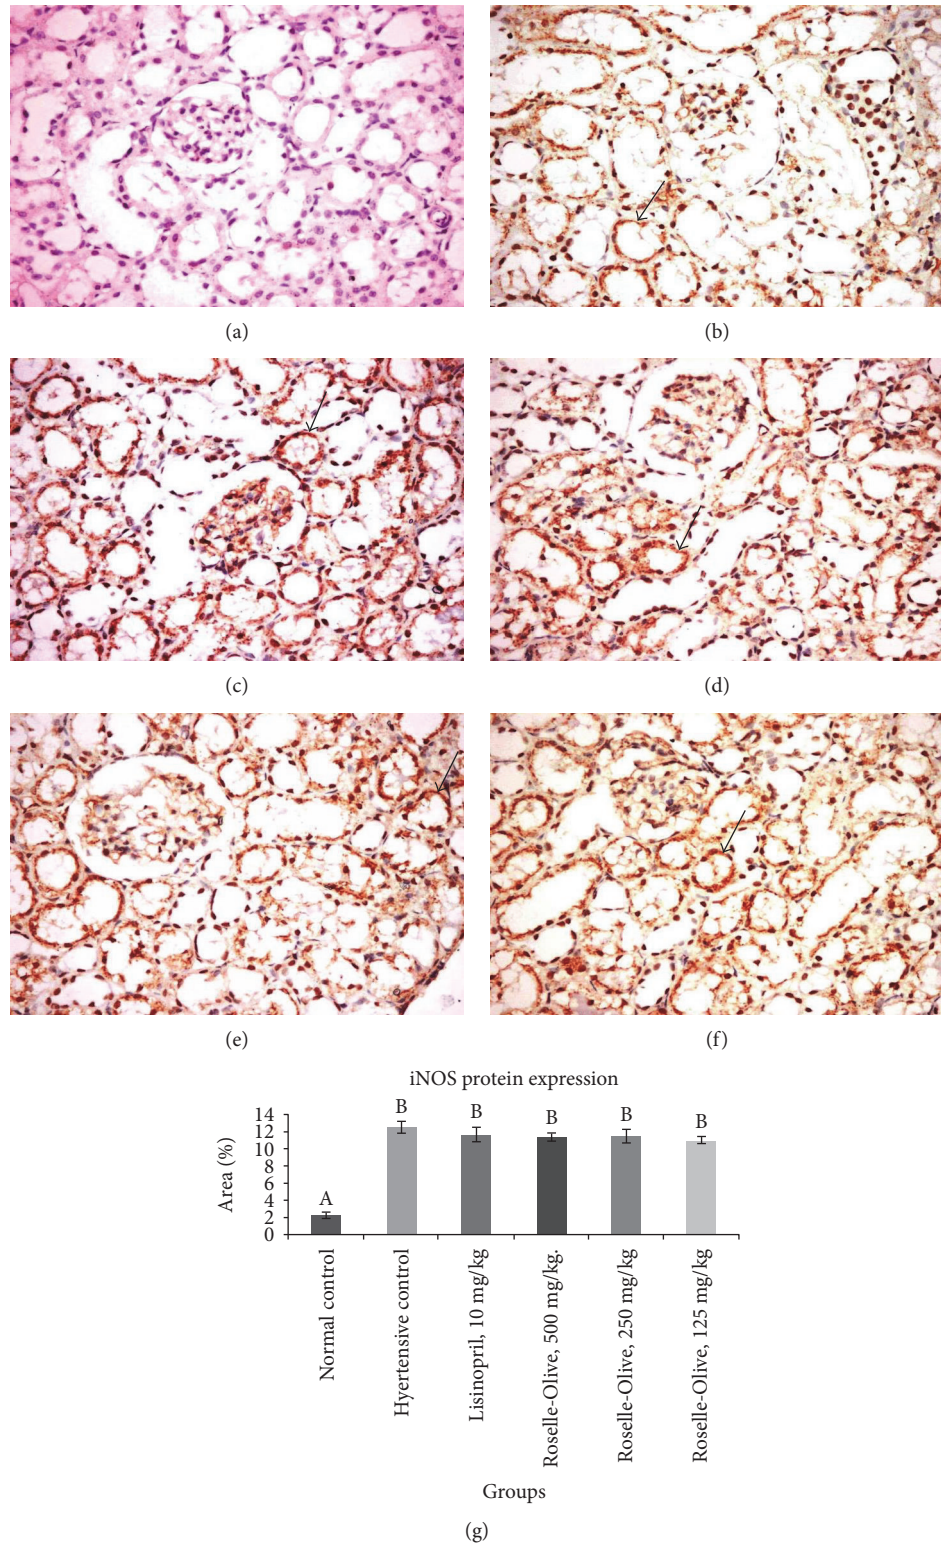 (a)
(b)
(c)
(d)
(e)
(f)
iNOS protein expression
Area (%)
14
12
10
8
6
4
2
0
A
B
B
B
B
B
Normal control
Hyertensive control
Lisinopril, 10 mg/kg
Roselle-Olive, 500 mg/kg.
Roselle-Olive, 250 mg/kg
Roselle-Olive, 125 mg/kg
Groups
(g)